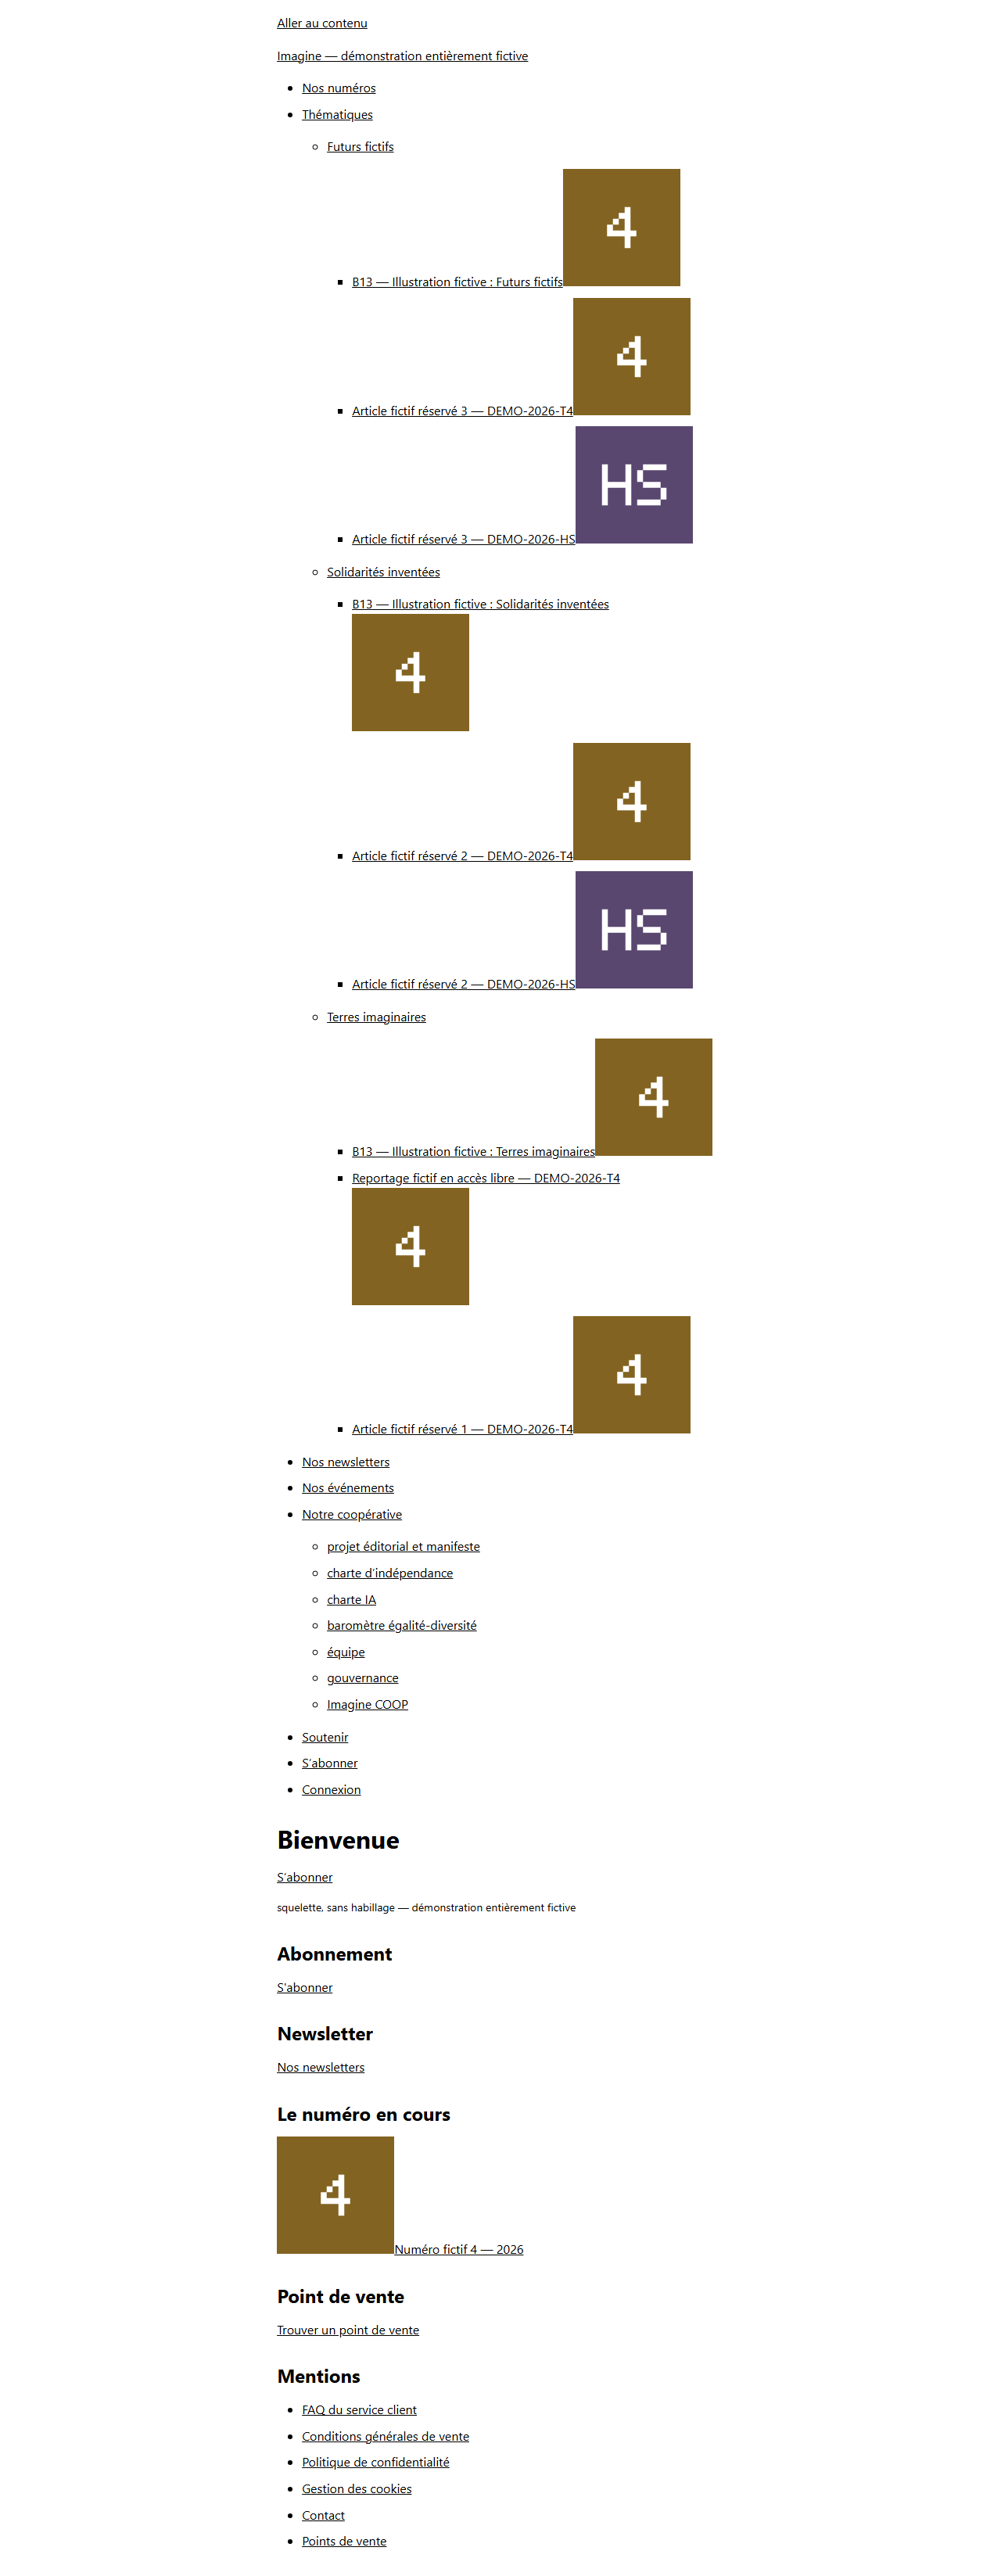 Aller au contenu
Imagine — démonstration entièrement fictive
Nos numéros
Thématiques
Futurs fictifs
4
B13 — Illustration fictive : Futurs fictifs
4
Article fictif réservé 3 — DEMO-2026-T4
HS
Article fictif réservé 3 — DEMO-2026-HS
Solidarités inventées
B13 — Illustration fictive : Solidarités inventées
4
4
Article fictif réservé 2 — DEMO-2026-T4
HS
Article fictif réservé 2 — DEMO-2026-HS
Terres imaginaires
4
B13 — Illustration fictive : Terres imaginaires
Reportage fictif en accès libre — DEMO-2026-T4
4
4
Article fictif réservé 1 — DEMO-2026-T4
Nos newsletters
Nos événements
Notre coopérative
projet éditorial et manifeste
charte d’indépendance
charte IA
baromètre égalité-diversité
équipe
gouvernance
Imagine COOP
Soutenir
S’abonner
Connexion
Bienvenue
S’abonner
squelette, sans habillage — démonstration entièrement fictive
Abonnement
S'abonner
Newsletter
Nos newsletters
Le numéro en cours
4
Numéro fictif 4 — 2026
Point de vente
Trouver un point de vente
Mentions
FAQ du service client
Conditions générales de vente
Politique de confidentialité
Gestion des cookies
Contact
Points de vente